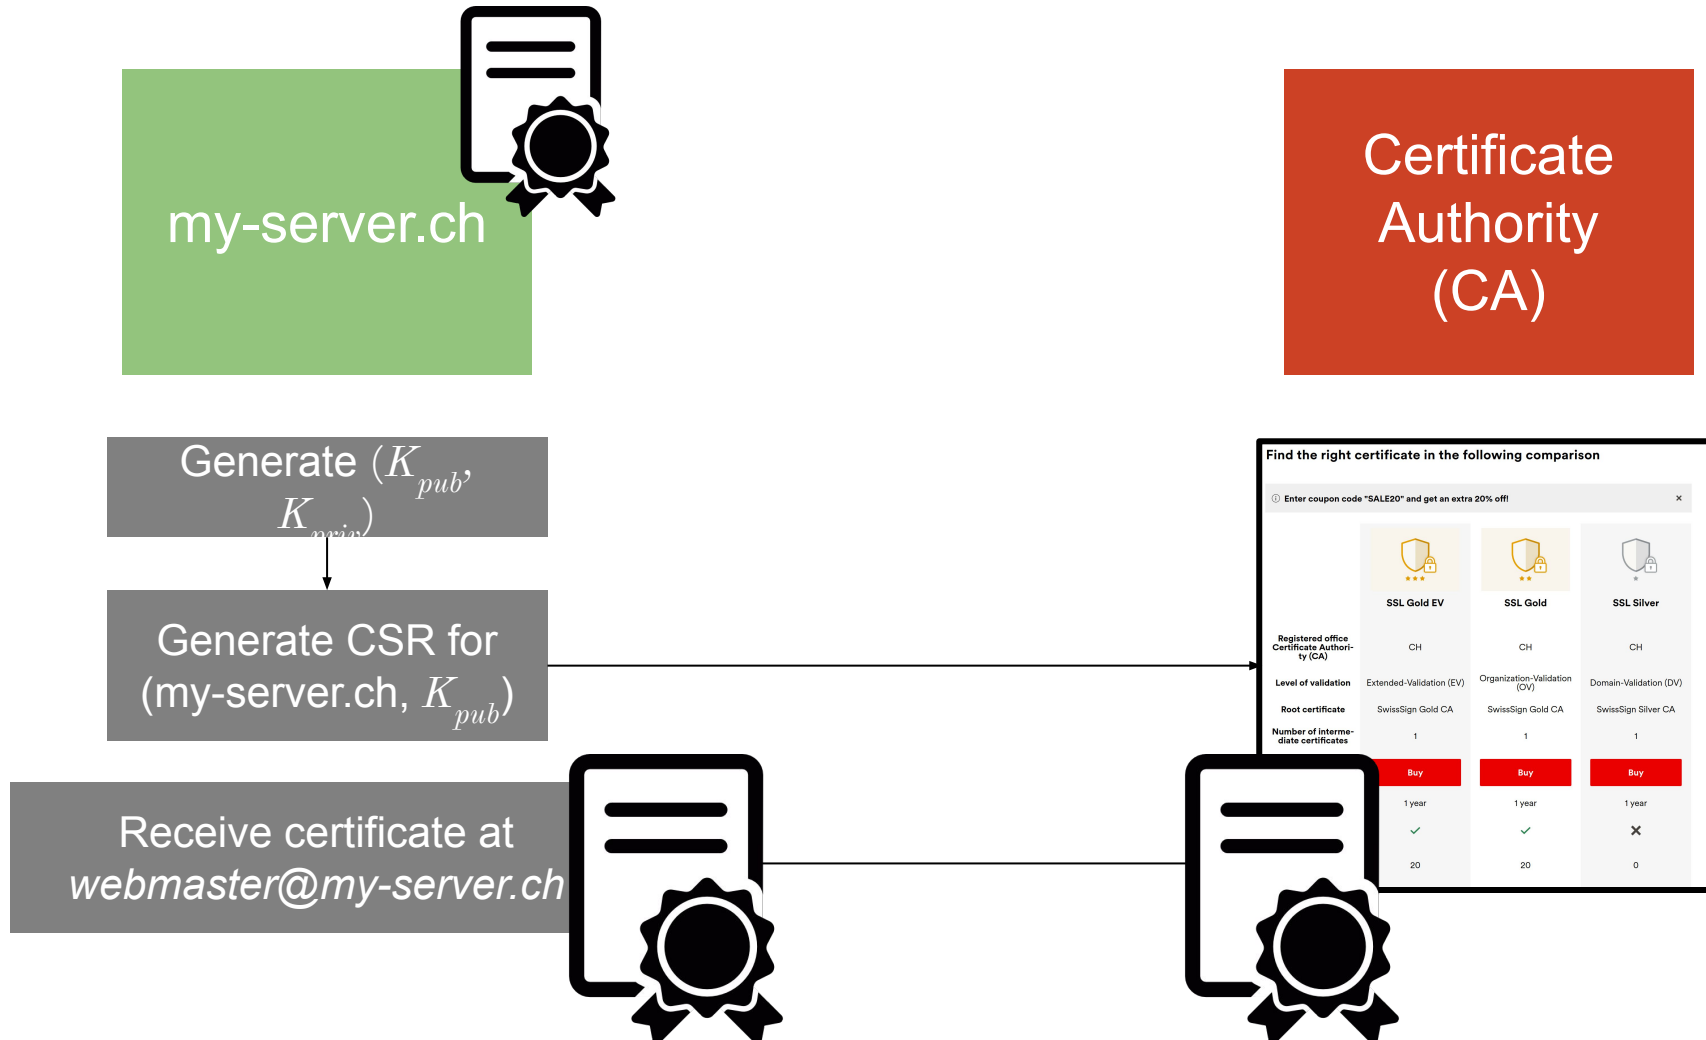 my-server.ch
Certificate
Authority
(CA)
Generate (K_pub,
K_priv)
Generate CSR for
(my-server.ch, K_pub)
Receive certificate at
webmaster@my-server.ch
Find the right certificate in the following comparison
Enter coupon code "SALE20" and get an extra 20% off! ×
SSL Gold EV SSL Gold SSL Silver
Registered office
Certificate Authori-
ty (CA)
CH CH CH
Level of validation Extended-Validation (EV) Organization-Validation
(OV) Domain-Validation (DV)
Root certificate SwissSign Gold CA SwissSign Gold CA SwissSign Silver CA
Number of interme-
diate certificates
1 1 1
Buy Buy Buy
1 year 1 year 1 year
20 20 0